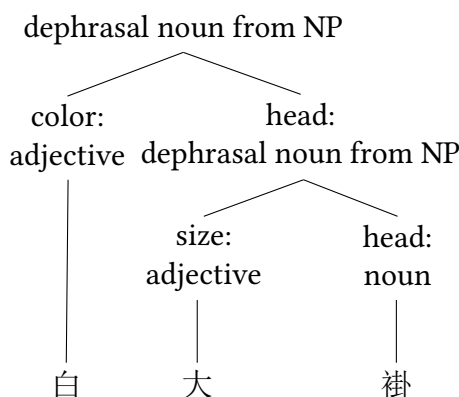 dephrasal noun from NP
color:
adjective
head:
dephrasal noun from NP
size:
adjective
head:
noun
白 大 褂